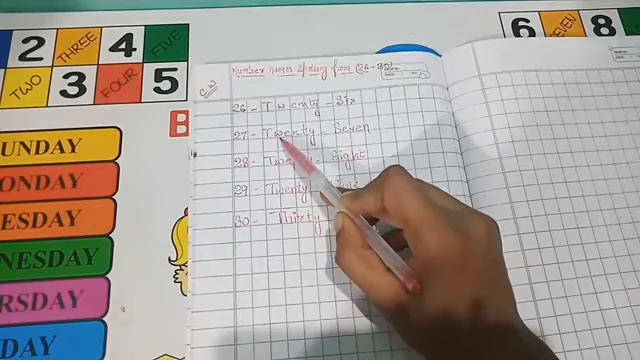 2 THREE 4 FIVE
TWO 3 FOUR 5
6 SEVEN 8
B
UNDAY
ONDAY
ESDAY
NESDAY
RSDAY
DAY
C.W
Number names spelling from (26-30)
26 - Twenty - Six
27 - Twenty - Seven
28 - Twenty - Eight
29 - Twenty
30 - Thirty